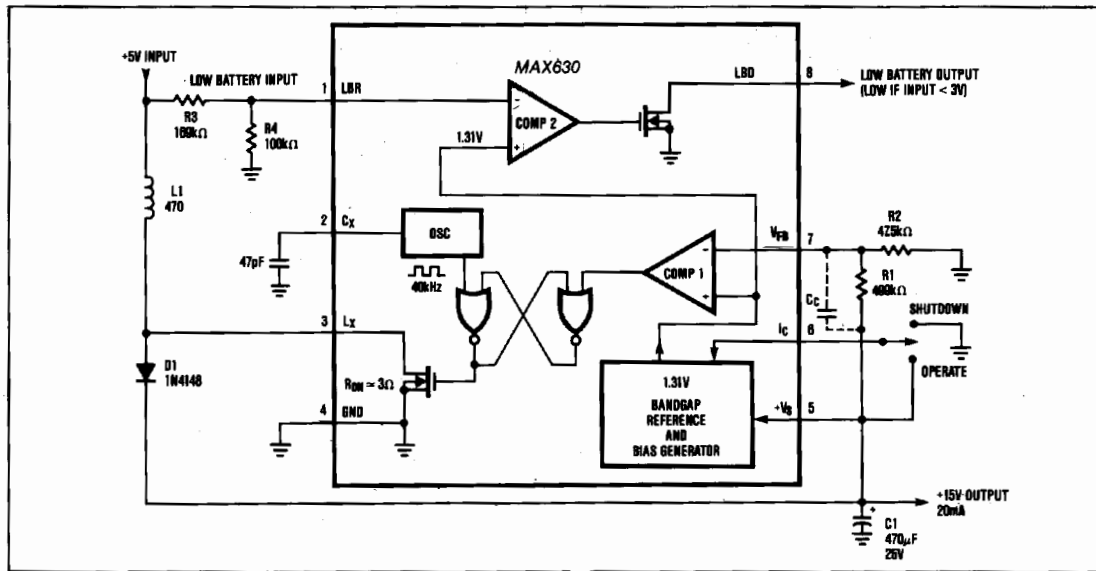 +5V INPUT
LOW BATTERY INPUT
MAX630
1 LBR
LBD 8
LOW BATTERY OUTPUT
(LOW IF INPUT < 3V)
R3
169kΩ
R4
100kΩ
1.31V
COMP 2
-
+
L1
470
2 CX
OSC
47pF
40kHz
COMP 1
-
+
VFB 7
R2
47.5kΩ
R1
499kΩ
CC
SHUTDOWN
IC 6
OPERATE
3 LX
D1
1N4148
RON ≃ 3Ω
4 GND
1.31V
BANDGAP
REFERENCE
AND
BIAS GENERATOR
+VS 5
+15V OUTPUT
20mA
+
C1
470µF
25V